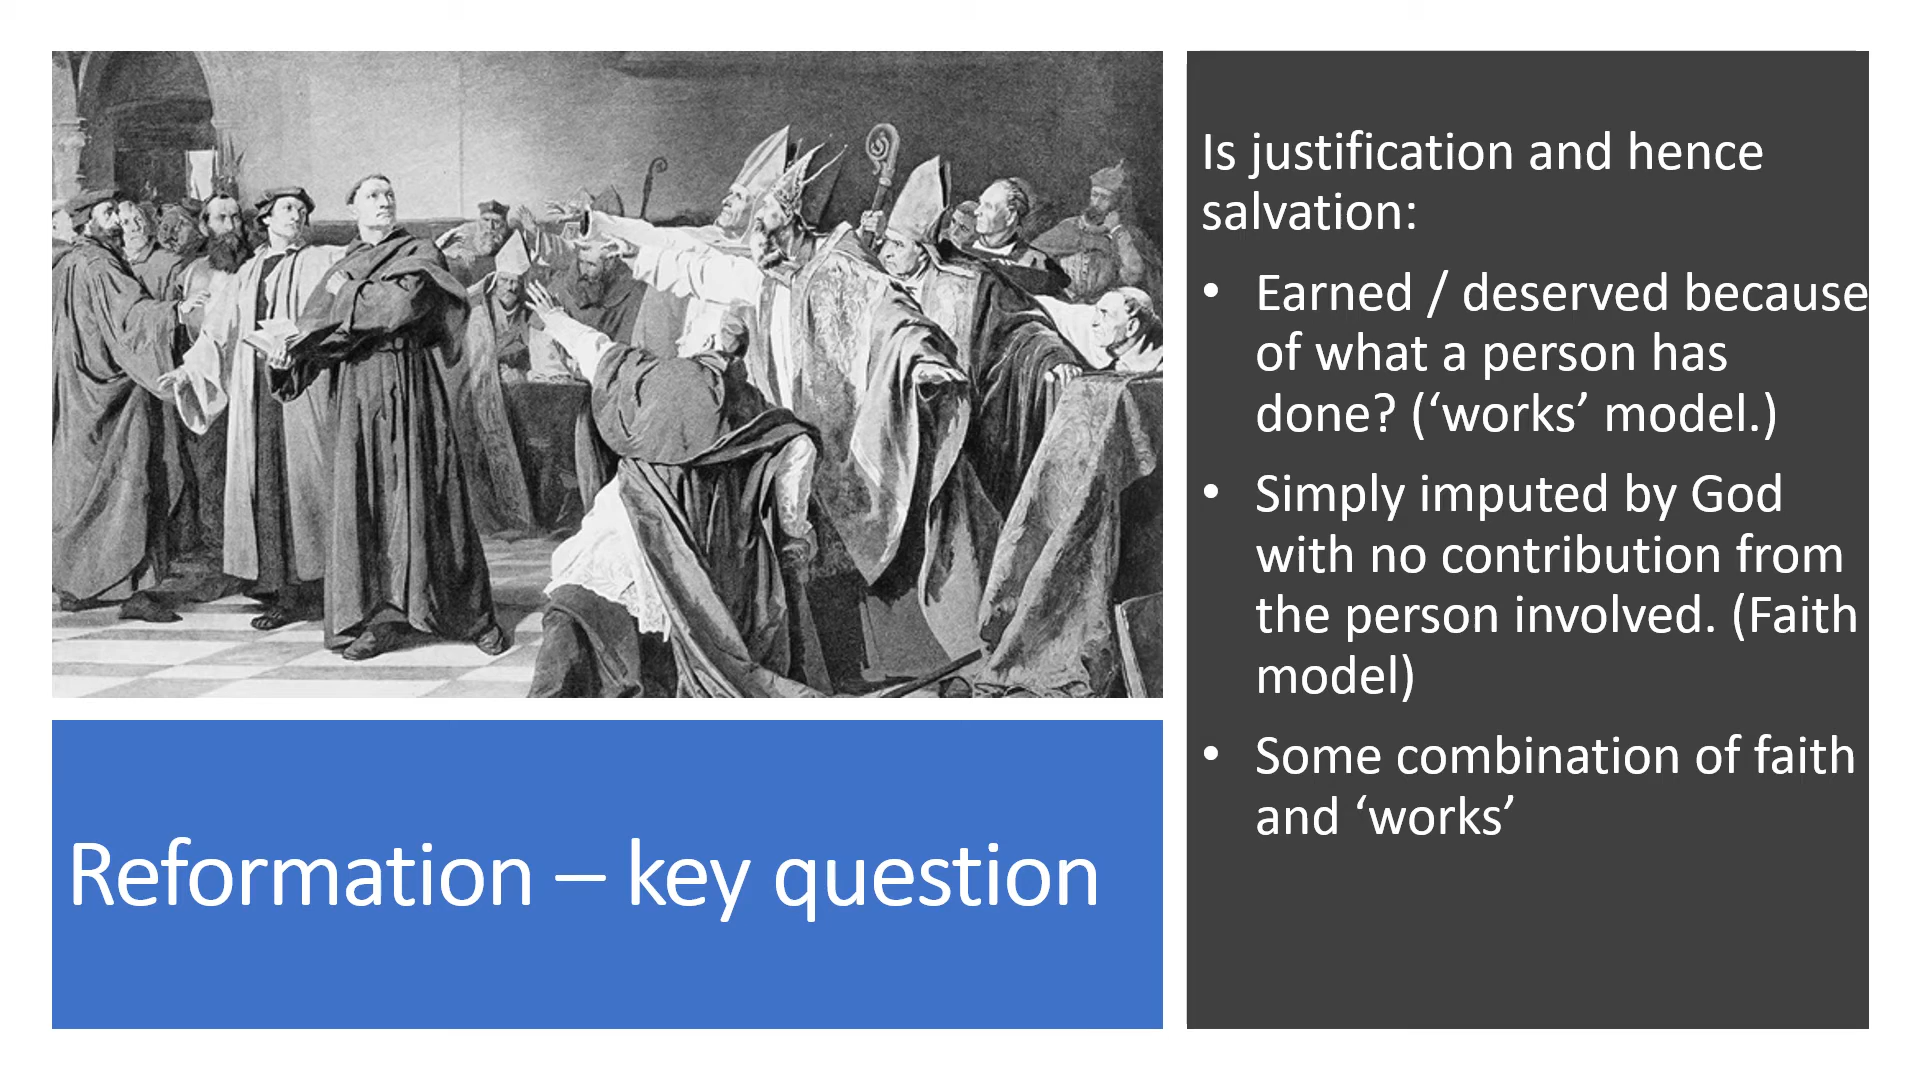 Is justification and hence
salvation:
• Earned / deserved because
of what a person has
done? (‘works’ model.)
• Simply imputed by God
with no contribution from
the person involved. (Faith
model)
• Some combination of faith
and ‘works’
Reformation – key question